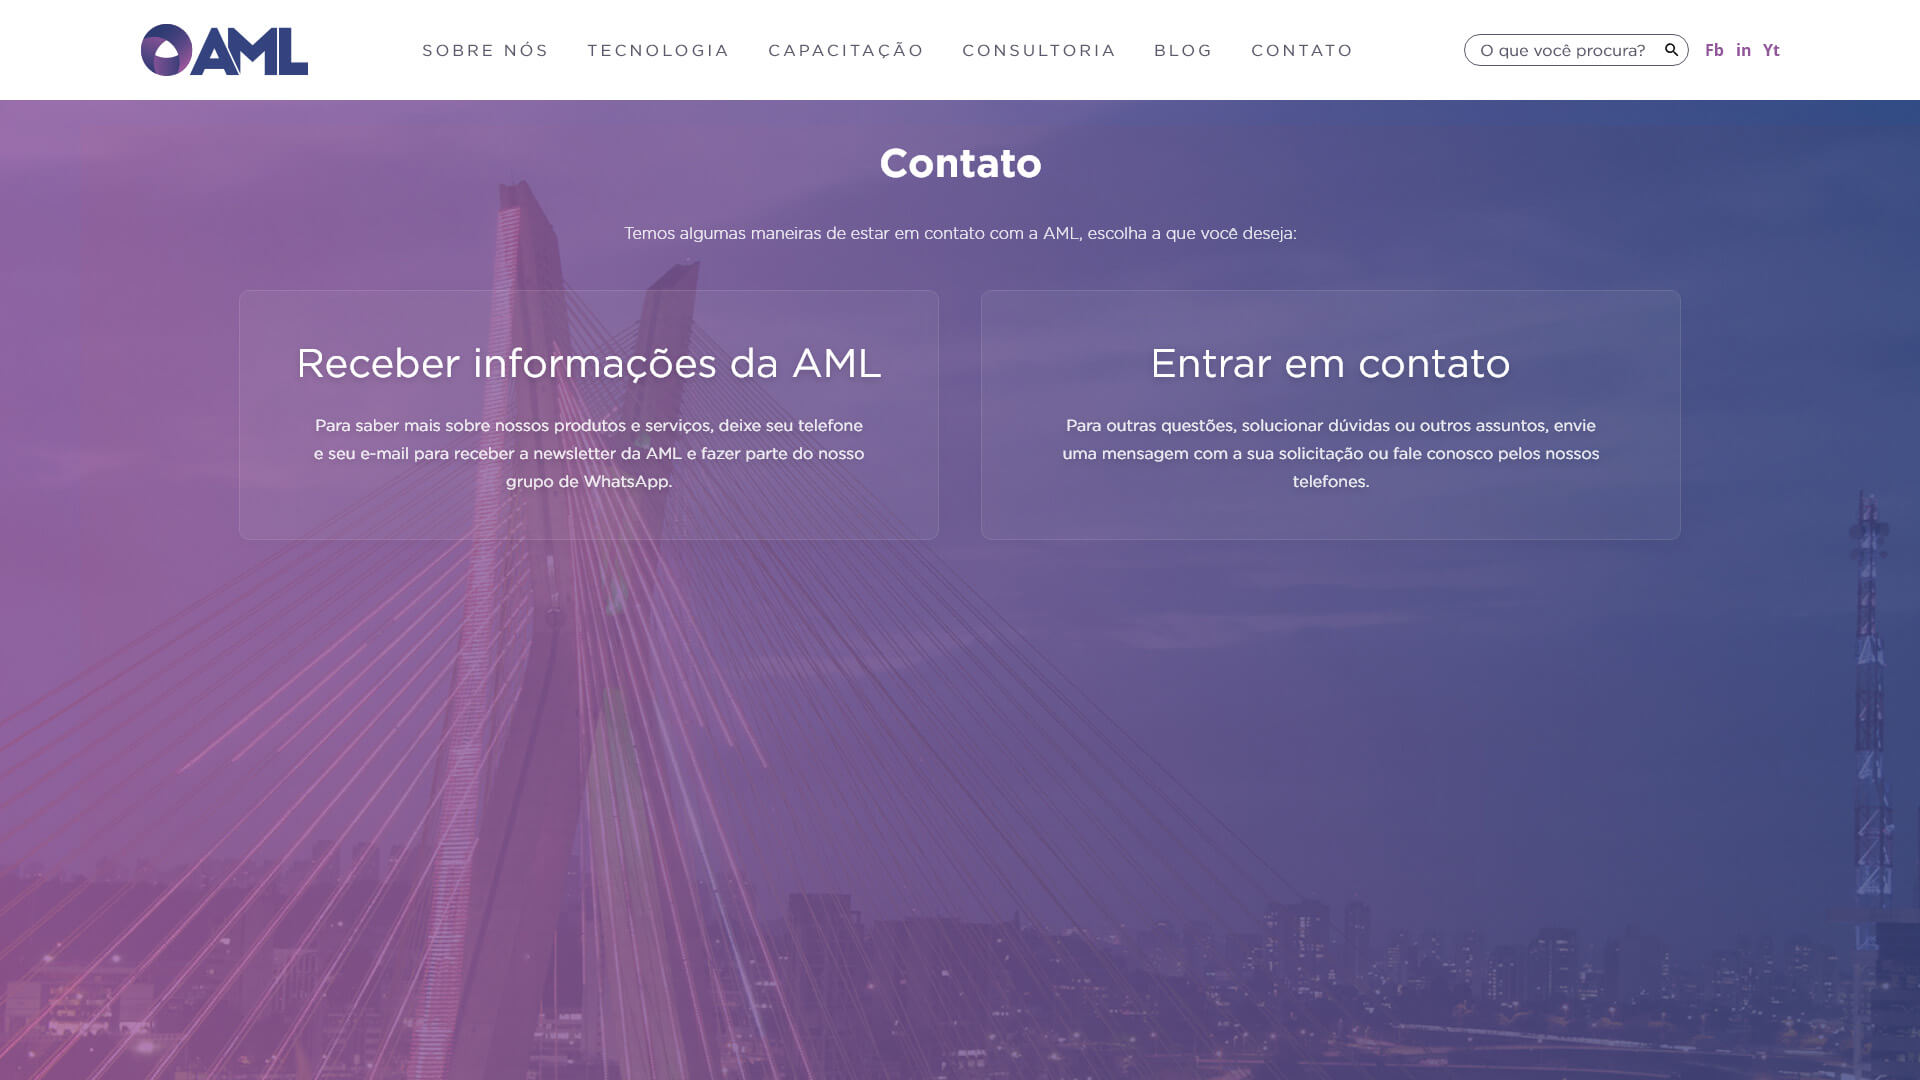 AML
SOBRE NÓS
TECNOLOGIA
CAPACITAÇÃO
CONSULTORIA
BLOG
CONTATO
O que você procura?
Fb in Yt
Contato
Temos algumas maneiras de estar em contato com a AML, escolha a que você deseja:
Receber informações da AML
Para saber mais sobre nossos produtos e serviços, deixe seu telefone
e seu e-mail para receber a newsletter da AML e fazer parte do nosso
grupo de WhatsApp.
Entrar em contato
Para outras questões, solucionar dúvidas ou outros assuntos, envie
uma mensagem com a sua solicitação ou fale conosco pelos nossos
telefones.